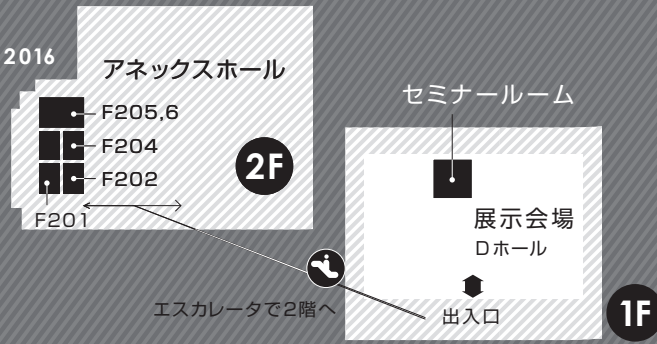 2016
アネックスホール
F205,6
F204
F202
F201
2F
セミナールーム
展示会場
Dホール
エスカレータで2階へ
出入口
1F